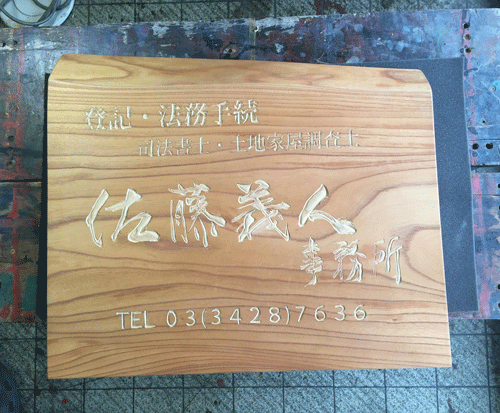 登記・法務手続
司法書士・土地家屋調査士
佐藤義人
事務所
TEL 03(3428)7636